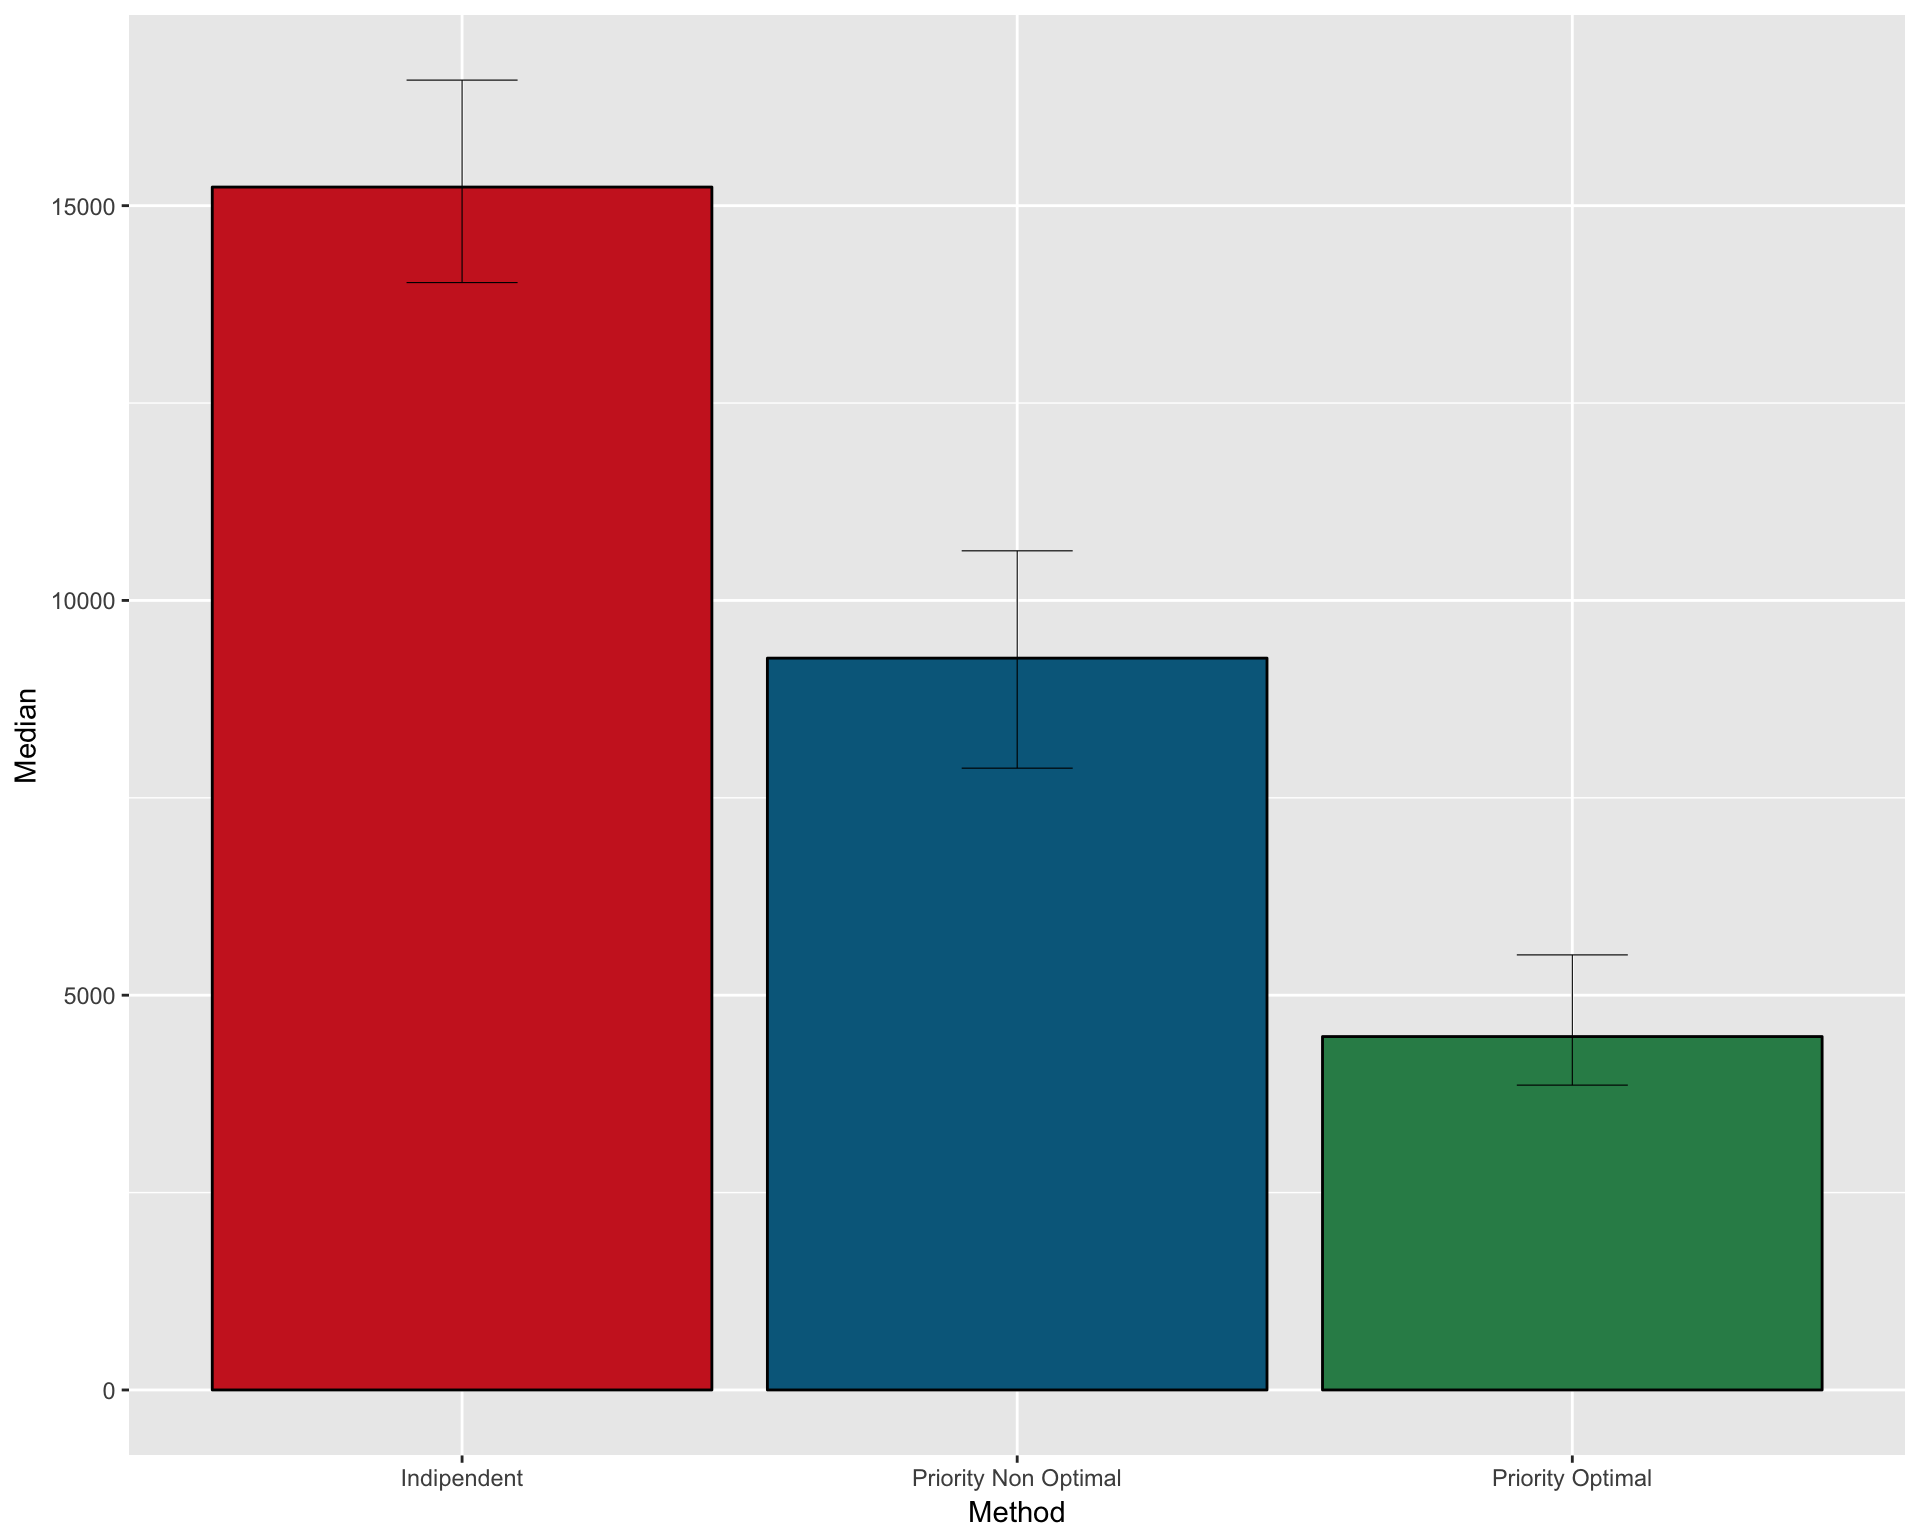 15000
10000
5000
0
Median
Indipendent
Priority Non Optimal
Priority Optimal
Method